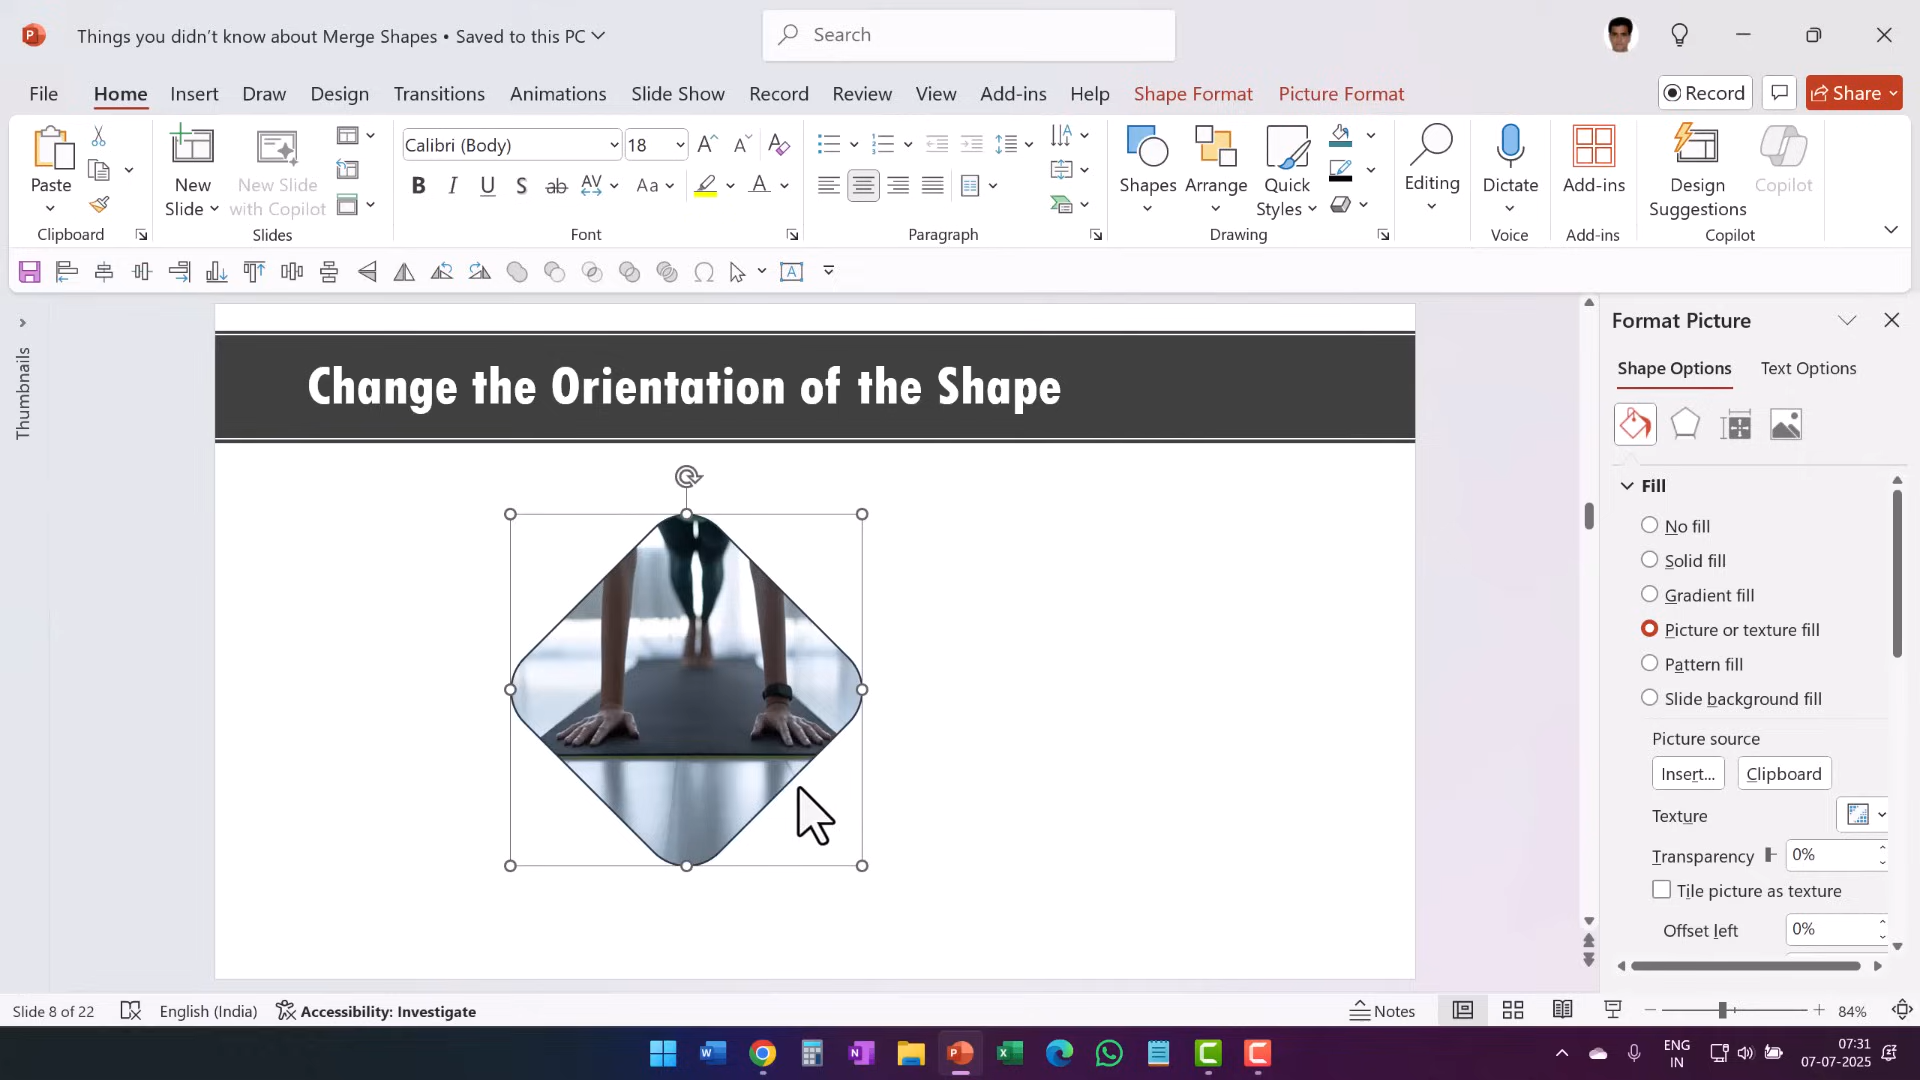 Things you didn't know about Merge Shapes • Saved to this PC
Search
File Home Insert Draw Design Transitions Animations Slide Show Record Review View Add-ins Help Shape Format Picture Format
Record Share
Paste
New Slide
New Slide with Copilot
Calibri (Body) 18
B I U S ab AV Aa A
Shapes Arrange Quick Styles
Editing
Dictate
Add-ins
Design Suggestions
Copilot
Clipboard Slides Font Paragraph Drawing Voice Add-ins Copilot
Thumbnails
Change the Orientation of the Shape
Format Picture
Shape Options Text Options
Fill
No fill
Solid fill
Gradient fill
Picture or texture fill
Pattern fill
Slide background fill
Picture source
Insert... Clipboard
Texture
Transparency 0%
Tile picture as texture
Offset left 0%
Slide 8 of 22 English (India) Accessibility: Investigate Notes 84%
ENG
IN
07:31
07-07-2025